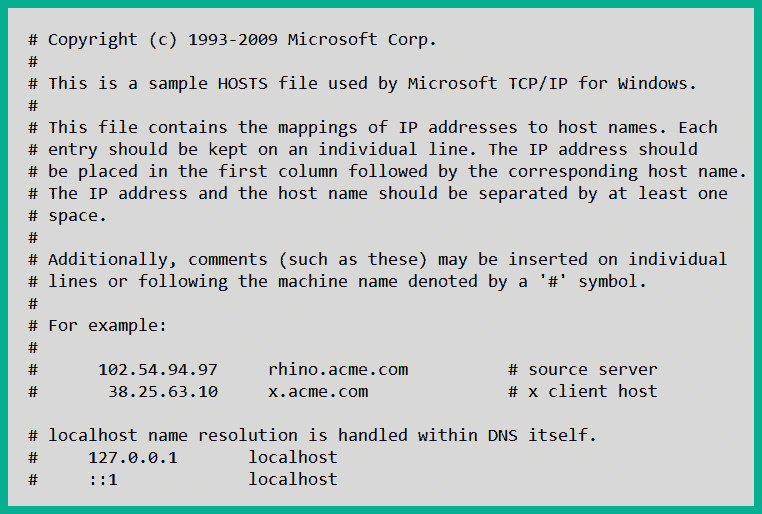 # Copyright (c) 1993-2009 Microsoft Corp.
#
# This is a sample HOSTS file used by Microsoft TCP/IP for Windows.
#
# This file contains the mappings of IP addresses to host names. Each
# entry should be kept on an individual line. The IP address should
# be placed in the first column followed by the corresponding host name.
# The IP address and the host name should be separated by at least one
# space.
#
# Additionally, comments (such as these) may be inserted on individual
# lines or following the machine name denoted by a '#' symbol.
#
# For example:
#
#      102.54.94.97     rhino.acme.com          # source server
#       38.25.63.10     x.acme.com              # x client host

# localhost name resolution is handled within DNS itself.
#     127.0.0.1       localhost
#     ::1             localhost